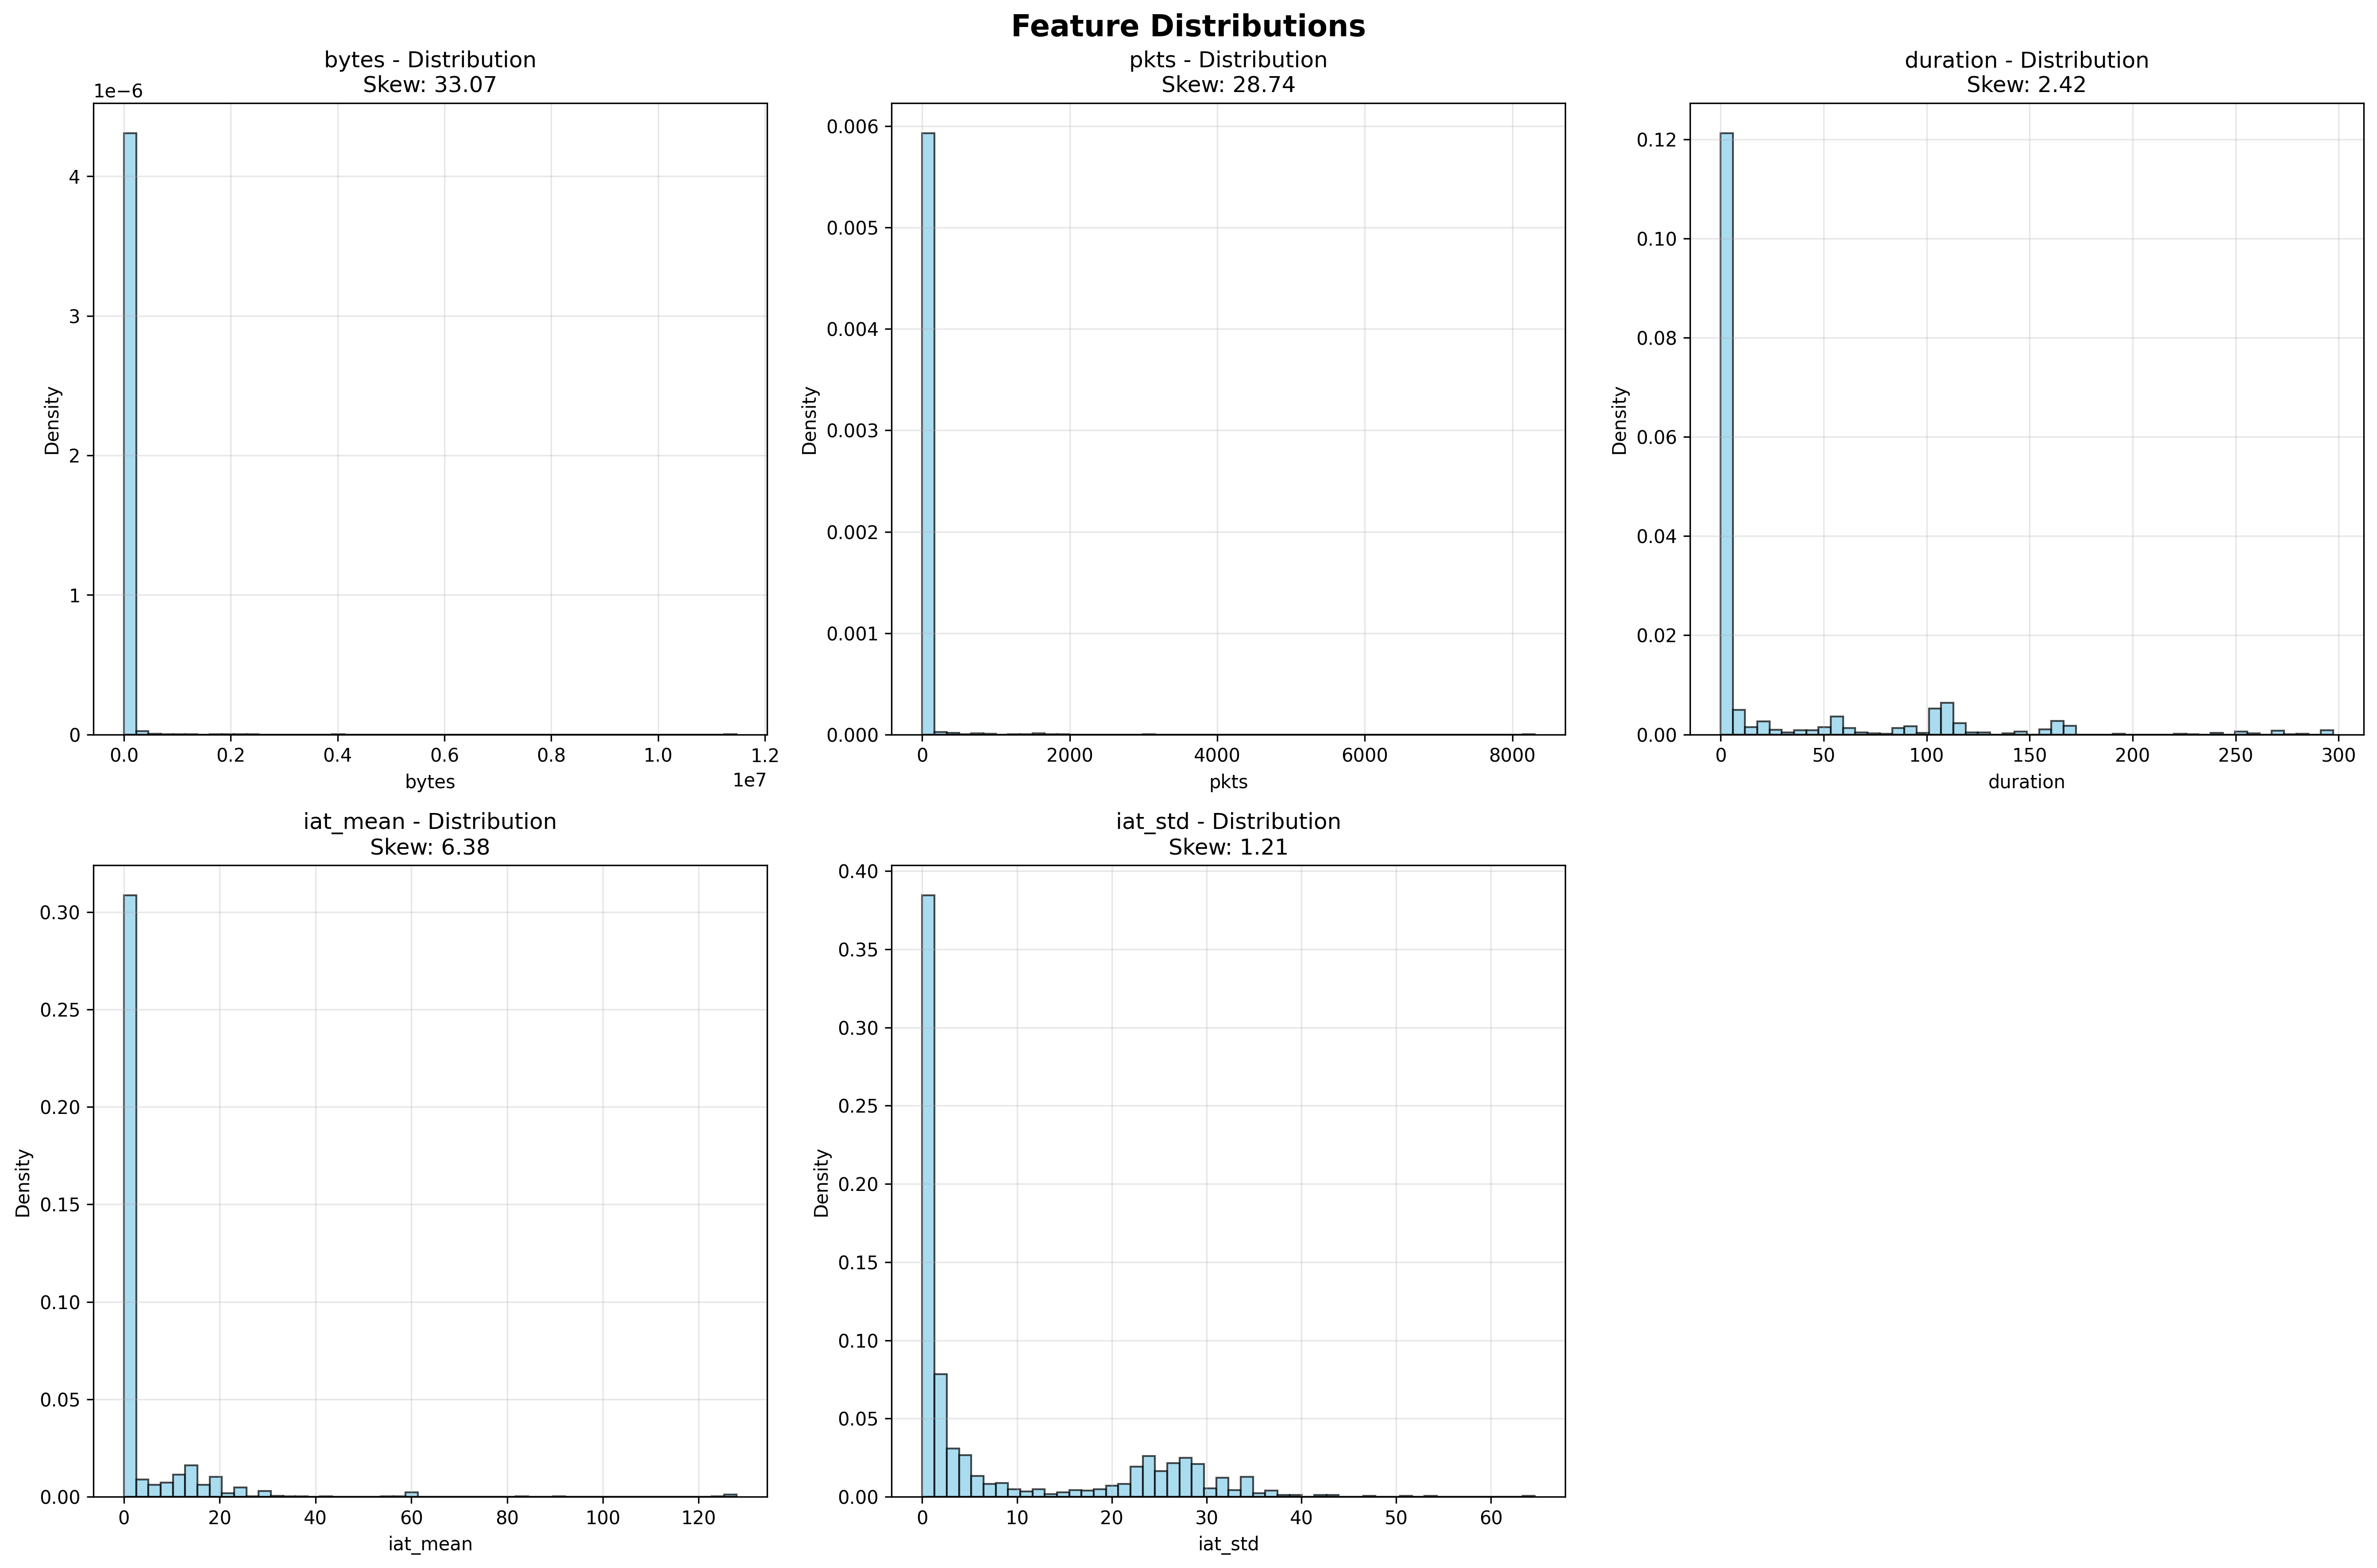 Feature Distributions
bytes - Distribution
Skew: 33.07
1e−6
4
3
2
1
0
Density
0.0 0.2 0.4 0.6 0.8 1.0 1.2
1e7
bytes
pkts - Distribution
Skew: 28.74
0.006
0.005
0.004
0.003
0.002
0.001
0.000
Density
0 2000 4000 6000 8000
pkts
duration - Distribution
Skew: 2.42
0.12
0.10
0.08
0.06
0.04
0.02
0.00
Density
0 50 100 150 200 250 300
duration
iat_mean - Distribution
Skew: 6.38
0.30
0.25
0.20
0.15
0.10
0.05
0.00
Density
0 20 40 60 80 100 120
iat_mean
iat_std - Distribution
Skew: 1.21
0.40
0.35
0.30
0.25
0.20
0.15
0.10
0.05
0.00
Density
0 10 20 30 40 50 60
iat_std